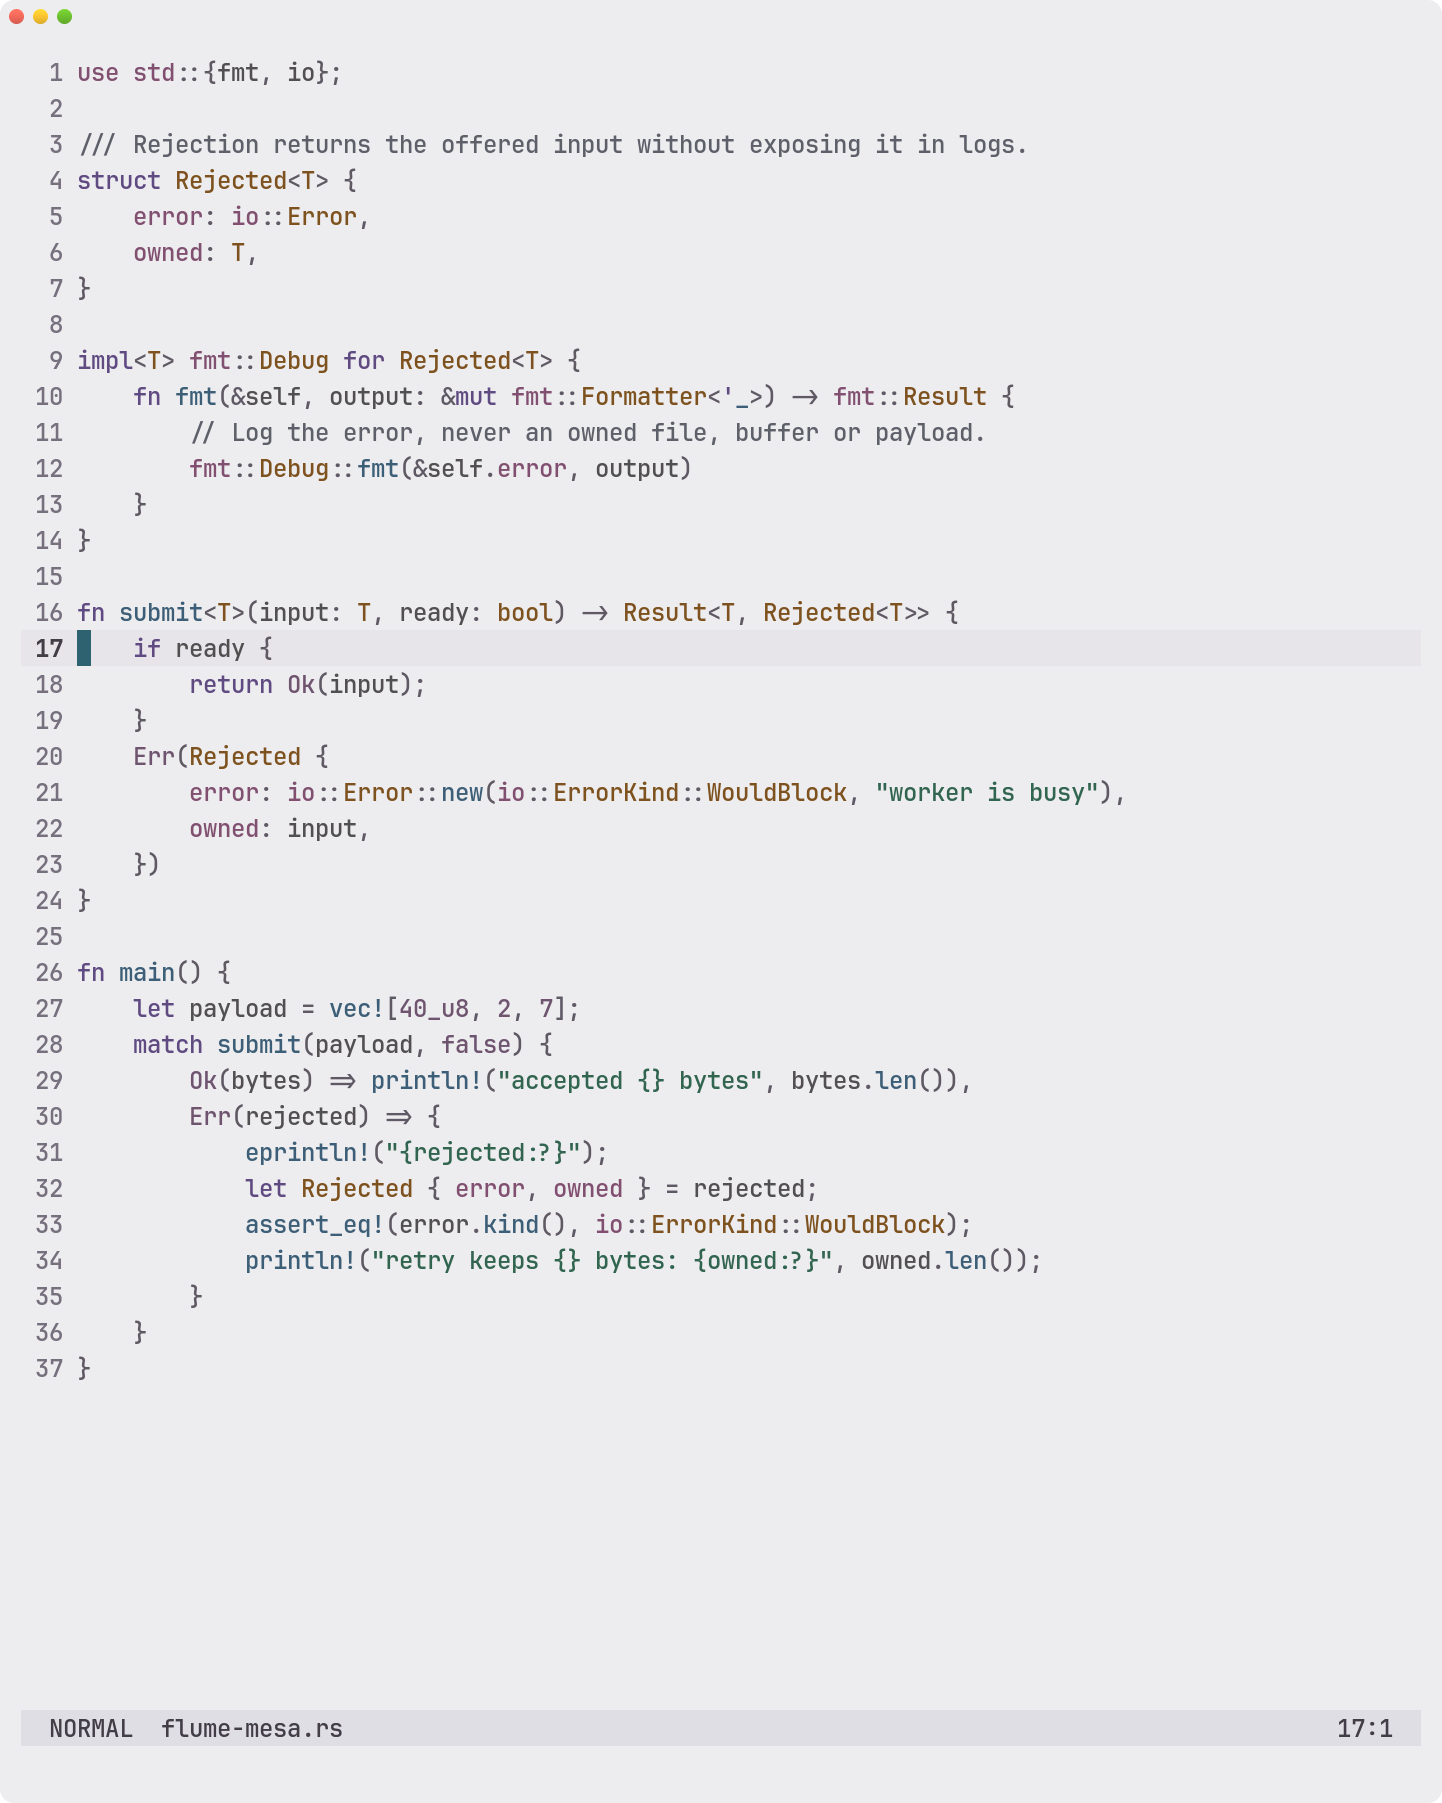 1 use std::{fmt, io};
2
3 /// Rejection returns the offered input without exposing it in logs.
4 struct Rejected<T> {
5     error: io::Error,
6     owned: T,
7 }
8
9 impl<T> fmt::Debug for Rejected<T> {
10     fn fmt(&self, output: &mut fmt::Formatter<'_>) -> fmt::Result {
11         // Log the error, never an owned file, buffer or payload.
12         fmt::Debug::fmt(&self.error, output)
13     }
14 }
15
16 fn submit<T>(input: T, ready: bool) -> Result<T, Rejected<T>> {
17     if ready {
18         return Ok(input);
19     }
20     Err(Rejected {
21         error: io::Error::new(io::ErrorKind::WouldBlock, "worker is busy"),
22         owned: input,
23     })
24 }
25
26 fn main() {
27     let payload = vec![40_u8, 2, 7];
28     match submit(payload, false) {
29         Ok(bytes) => println!("accepted {} bytes", bytes.len()),
30         Err(rejected) => {
31             eprintln!("{rejected:?}");
32             let Rejected { error, owned } = rejected;
33             assert_eq!(error.kind(), io::ErrorKind::WouldBlock);
34             println!("retry keeps {} bytes: {owned:?}", owned.len());
35         }
36     }
37 }
NORMAL  flume-mesa.rs  17:1